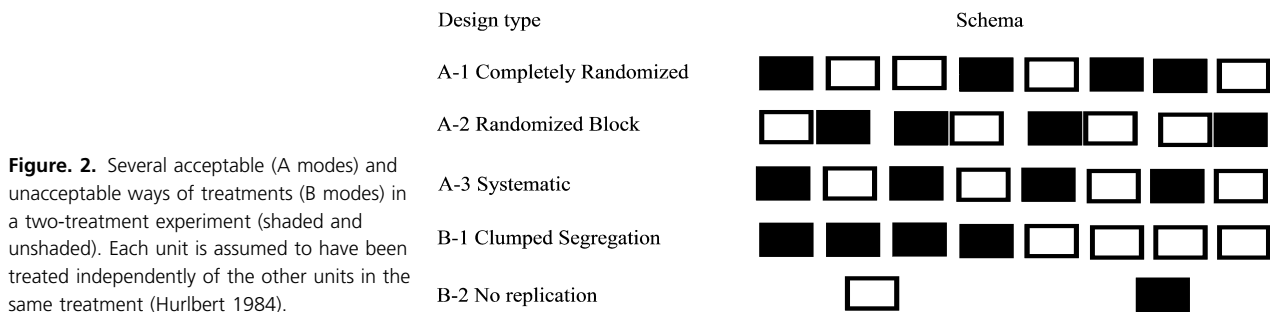 Design type Schema
A-1 Completely Randomized
A-2 Randomized Block
A-3 Systematic
B-1 Clumped Segregation
B-2 No replication
Figure. 2. Several acceptable (A modes) and
unacceptable ways of treatments (B modes) in
a two-treatment experiment (shaded and
unshaded). Each unit is assumed to have been
treated independently of the other units in the
same treatment (Hurlbert 1984).